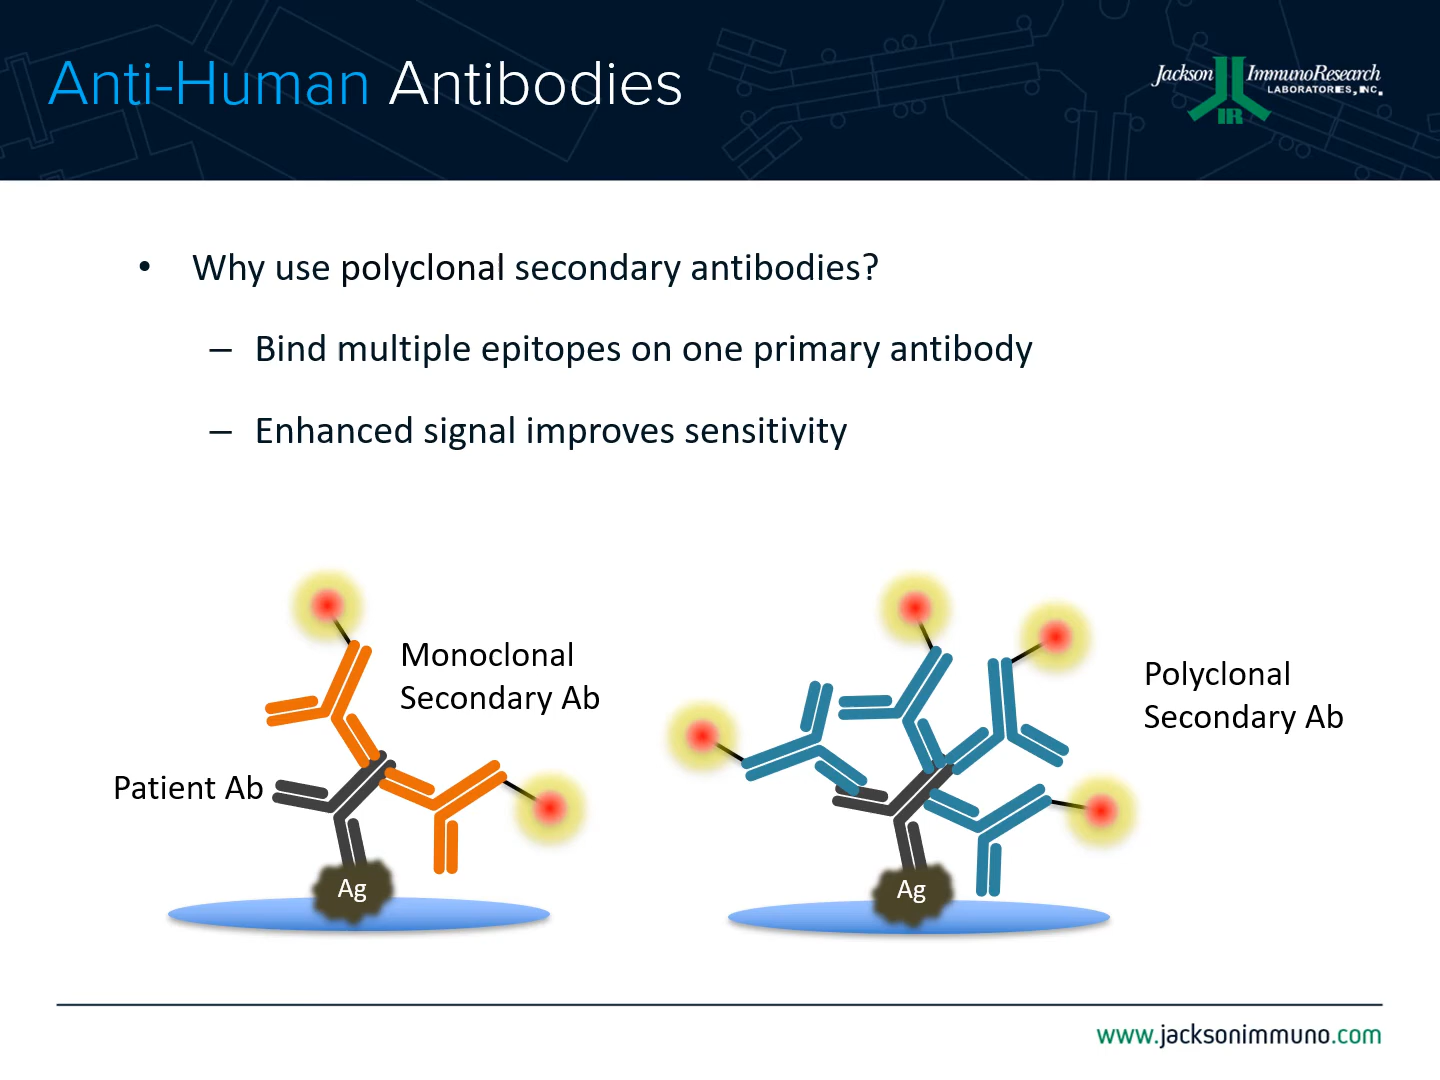 Anti-Human Antibodies
Jackson ImmunoResearch
LABORATORIES, INC.
IR
• Why use polyclonal secondary antibodies?
– Bind multiple epitopes on one primary antibody
– Enhanced signal improves sensitivity
Monoclonal
Secondary Ab
Patient Ab
Ag
Polyclonal
Secondary Ab
Ag
www.jacksonimmuno.com